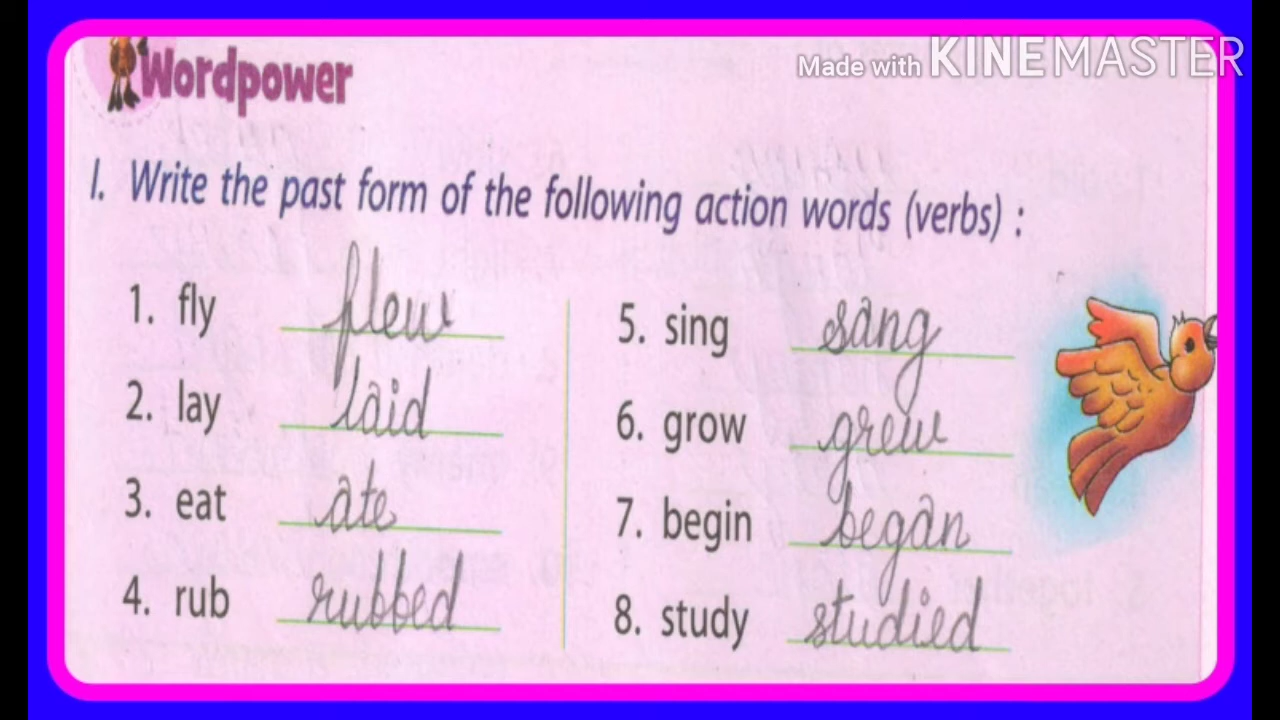 Made with KINEMASTER
Wordpower
I. Write the past form of the following action words (verbs) :
1. fly flew
2. lay laid
3. eat ate
4. rub rubbed
5. sing sang
6. grow grew
7. begin began
8. study studied